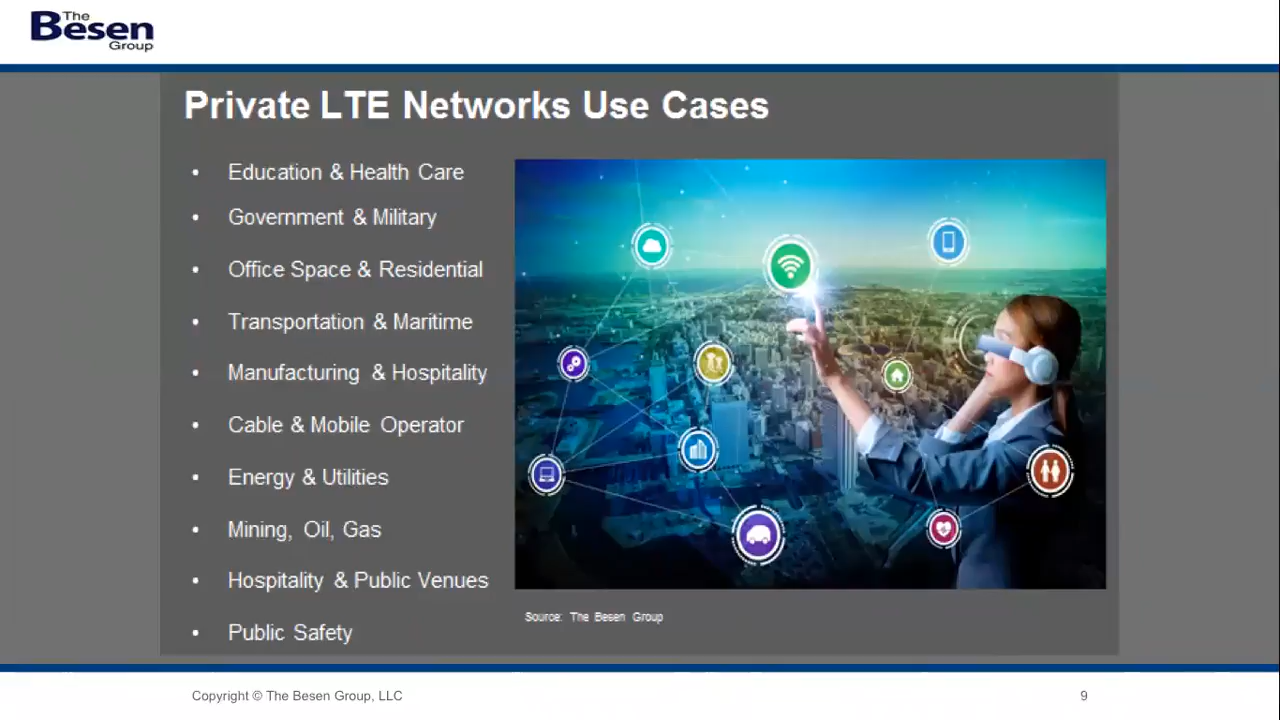 The
Besen
Group
Private LTE Networks Use Cases
• Education & Health Care
• Government & Military
• Office Space & Residential
• Transportation & Maritime
• Manufacturing & Hospitality
• Cable & Mobile Operator
• Energy & Utilities
• Mining, Oil, Gas
• Hospitality & Public Venues
• Public Safety
Source: The Besen Group
Copyright © The Besen Group, LLC
9